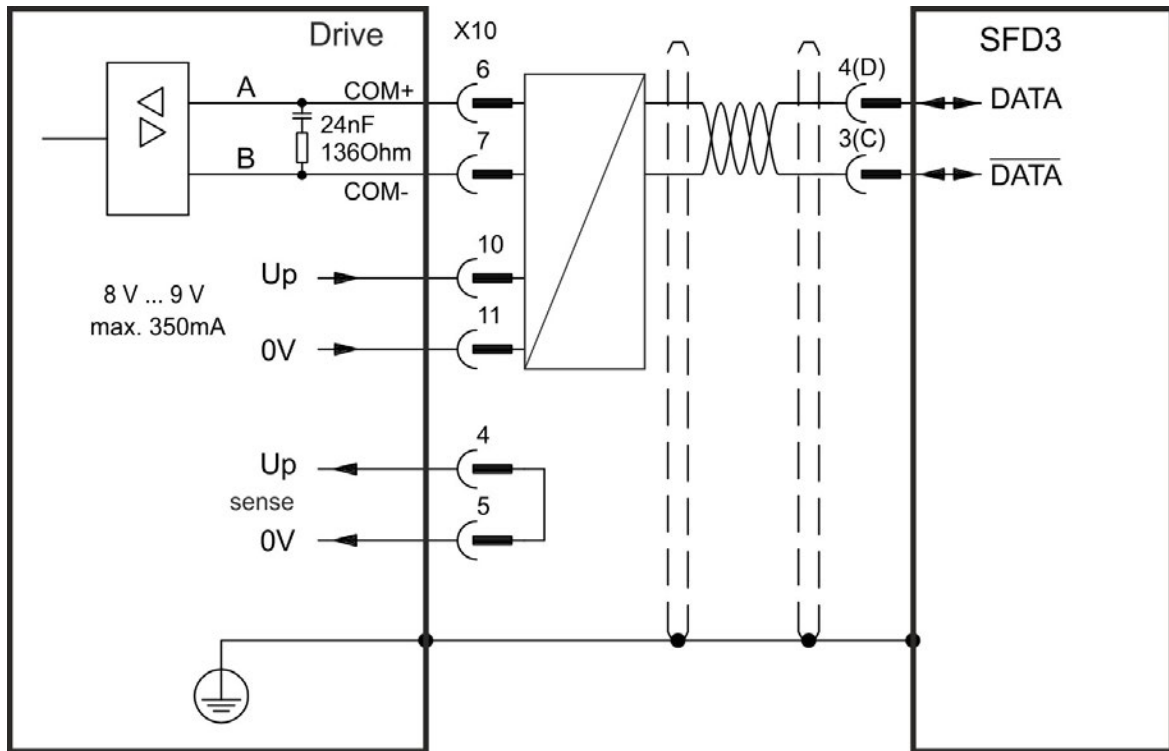 Drive
X10
SFD3
A
COM+
6
4(D)
DATA
24nF
136Ohm
7
3(C)
B
COM-
DATA
10
Up
8 V ... 9 V
max. 350mA
11
0V
4
Up
sense
5
0V